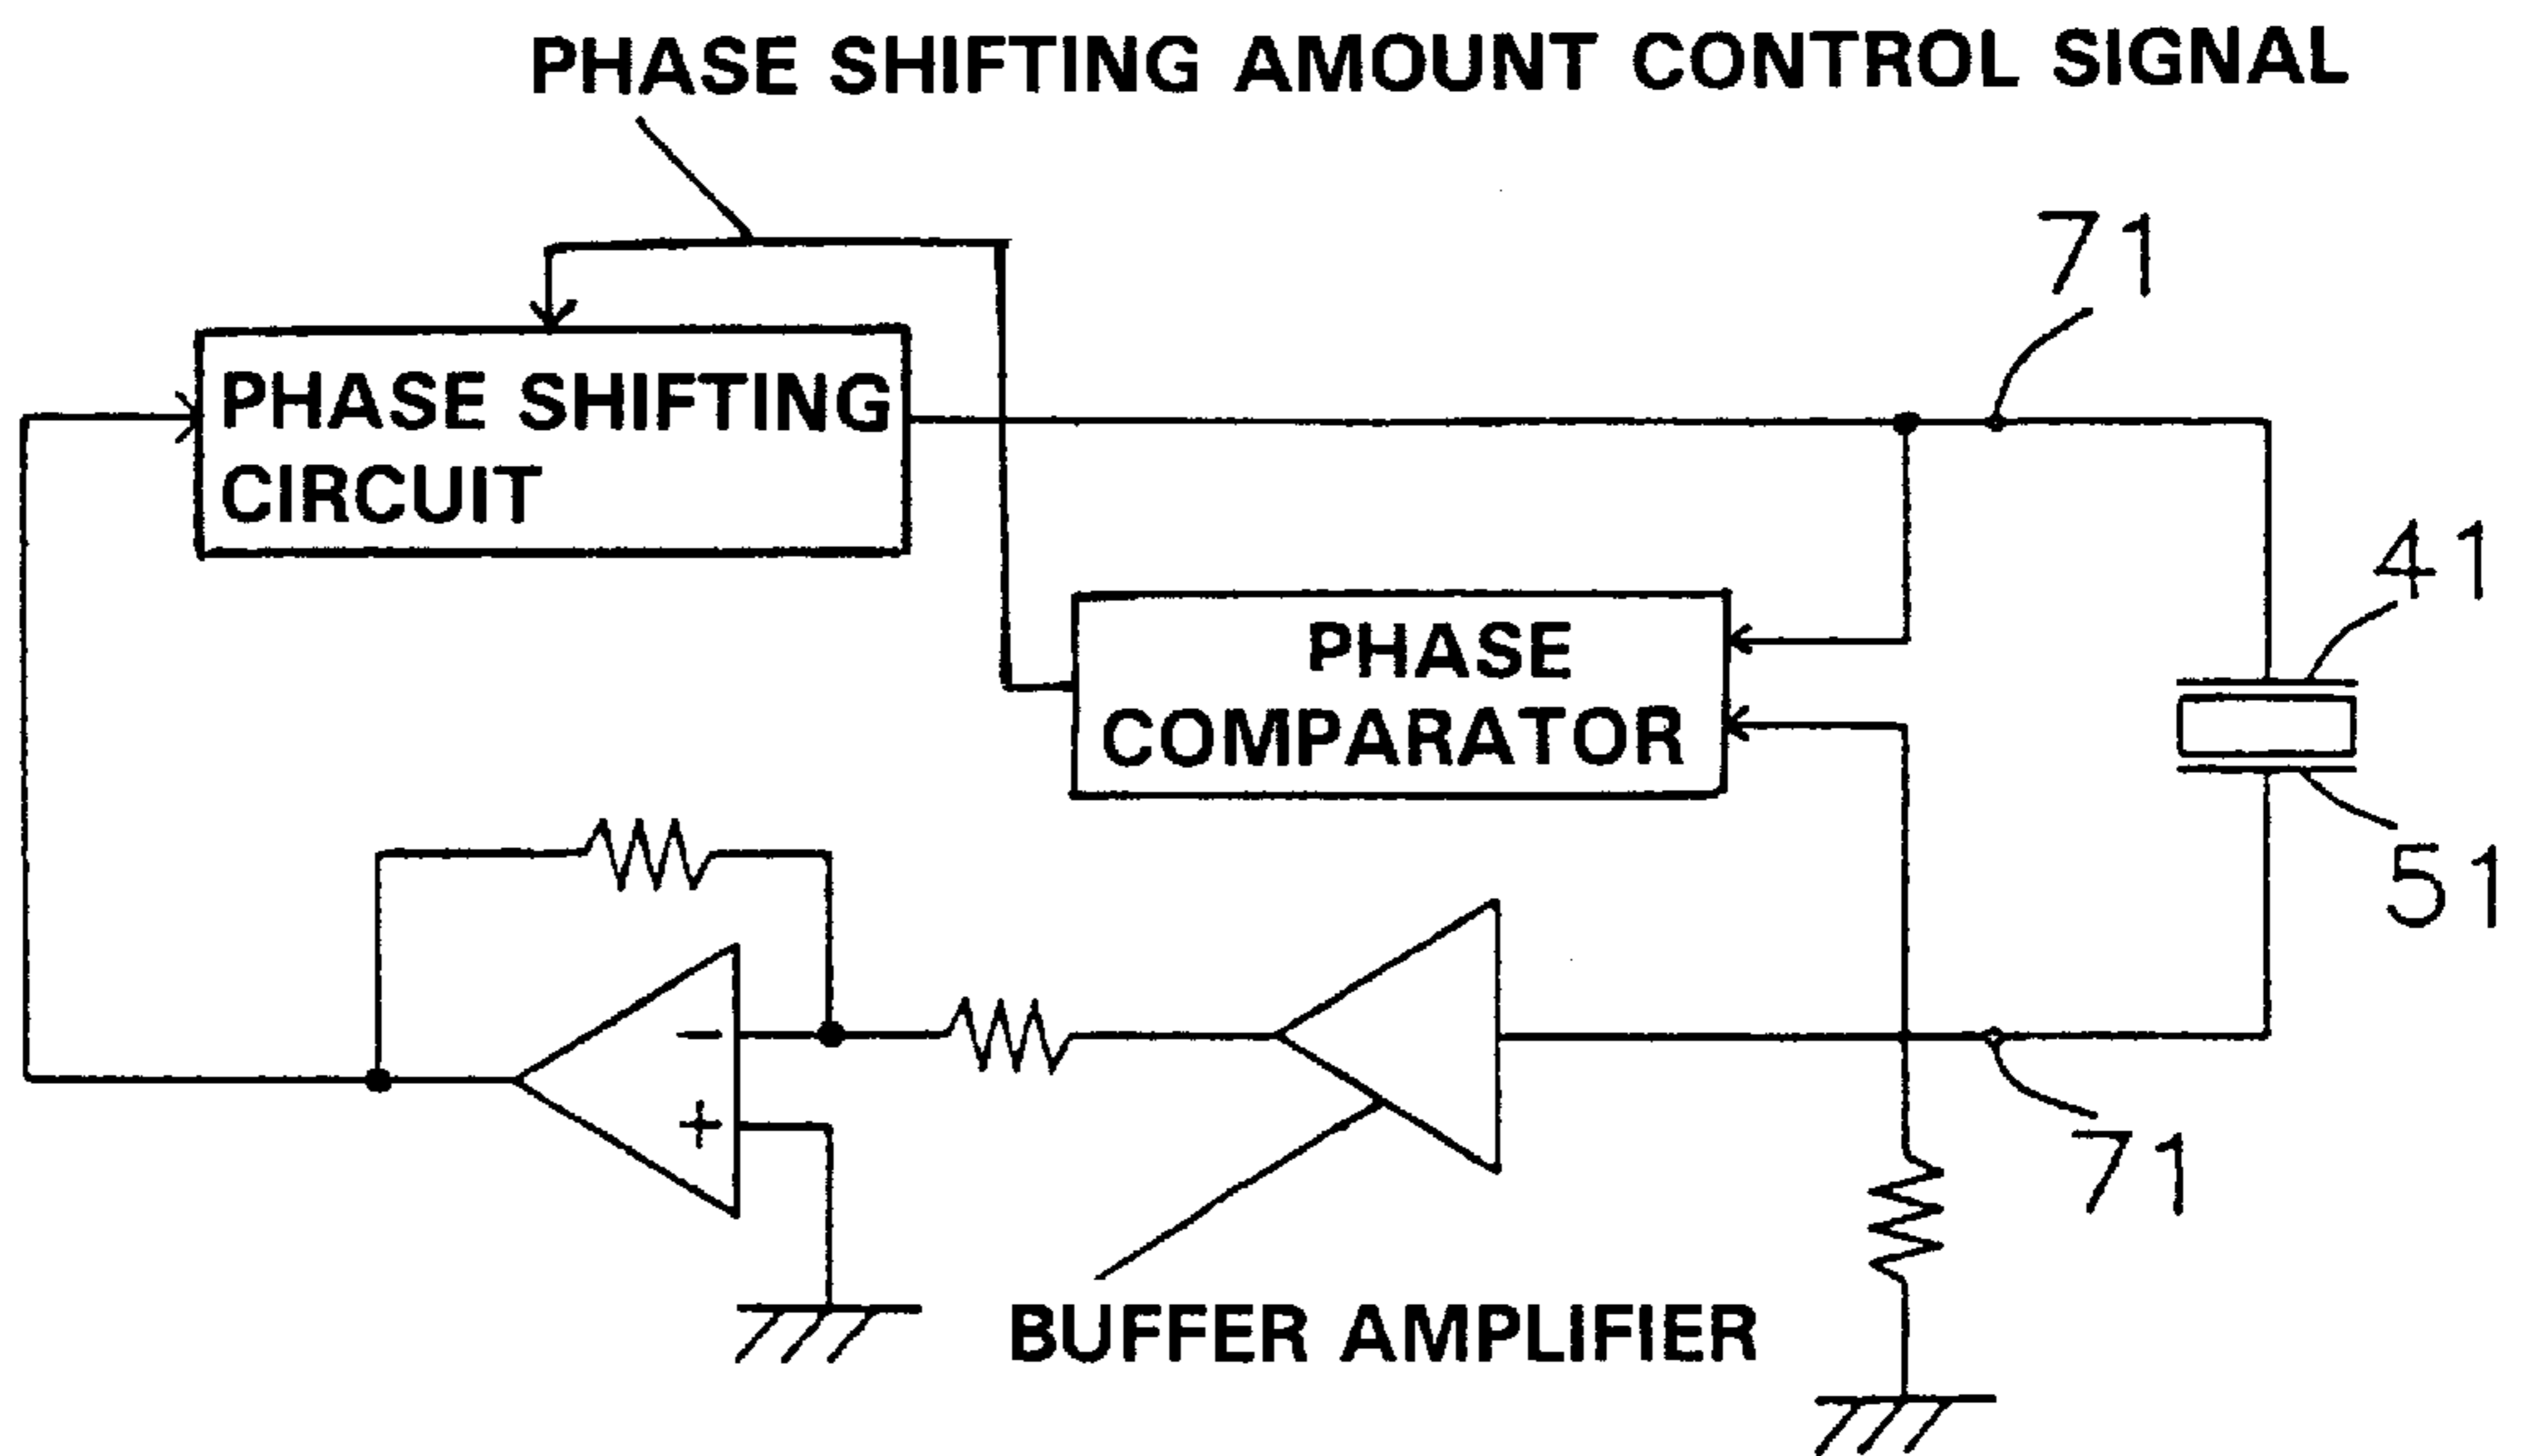 PHASE SHIFTING AMOUNT CONTROL SIGNAL
71
PHASE SHIFTING
CIRCUIT
41
PHASE
COMPARATOR
51
−
+
71
BUFFER AMPLIFIER